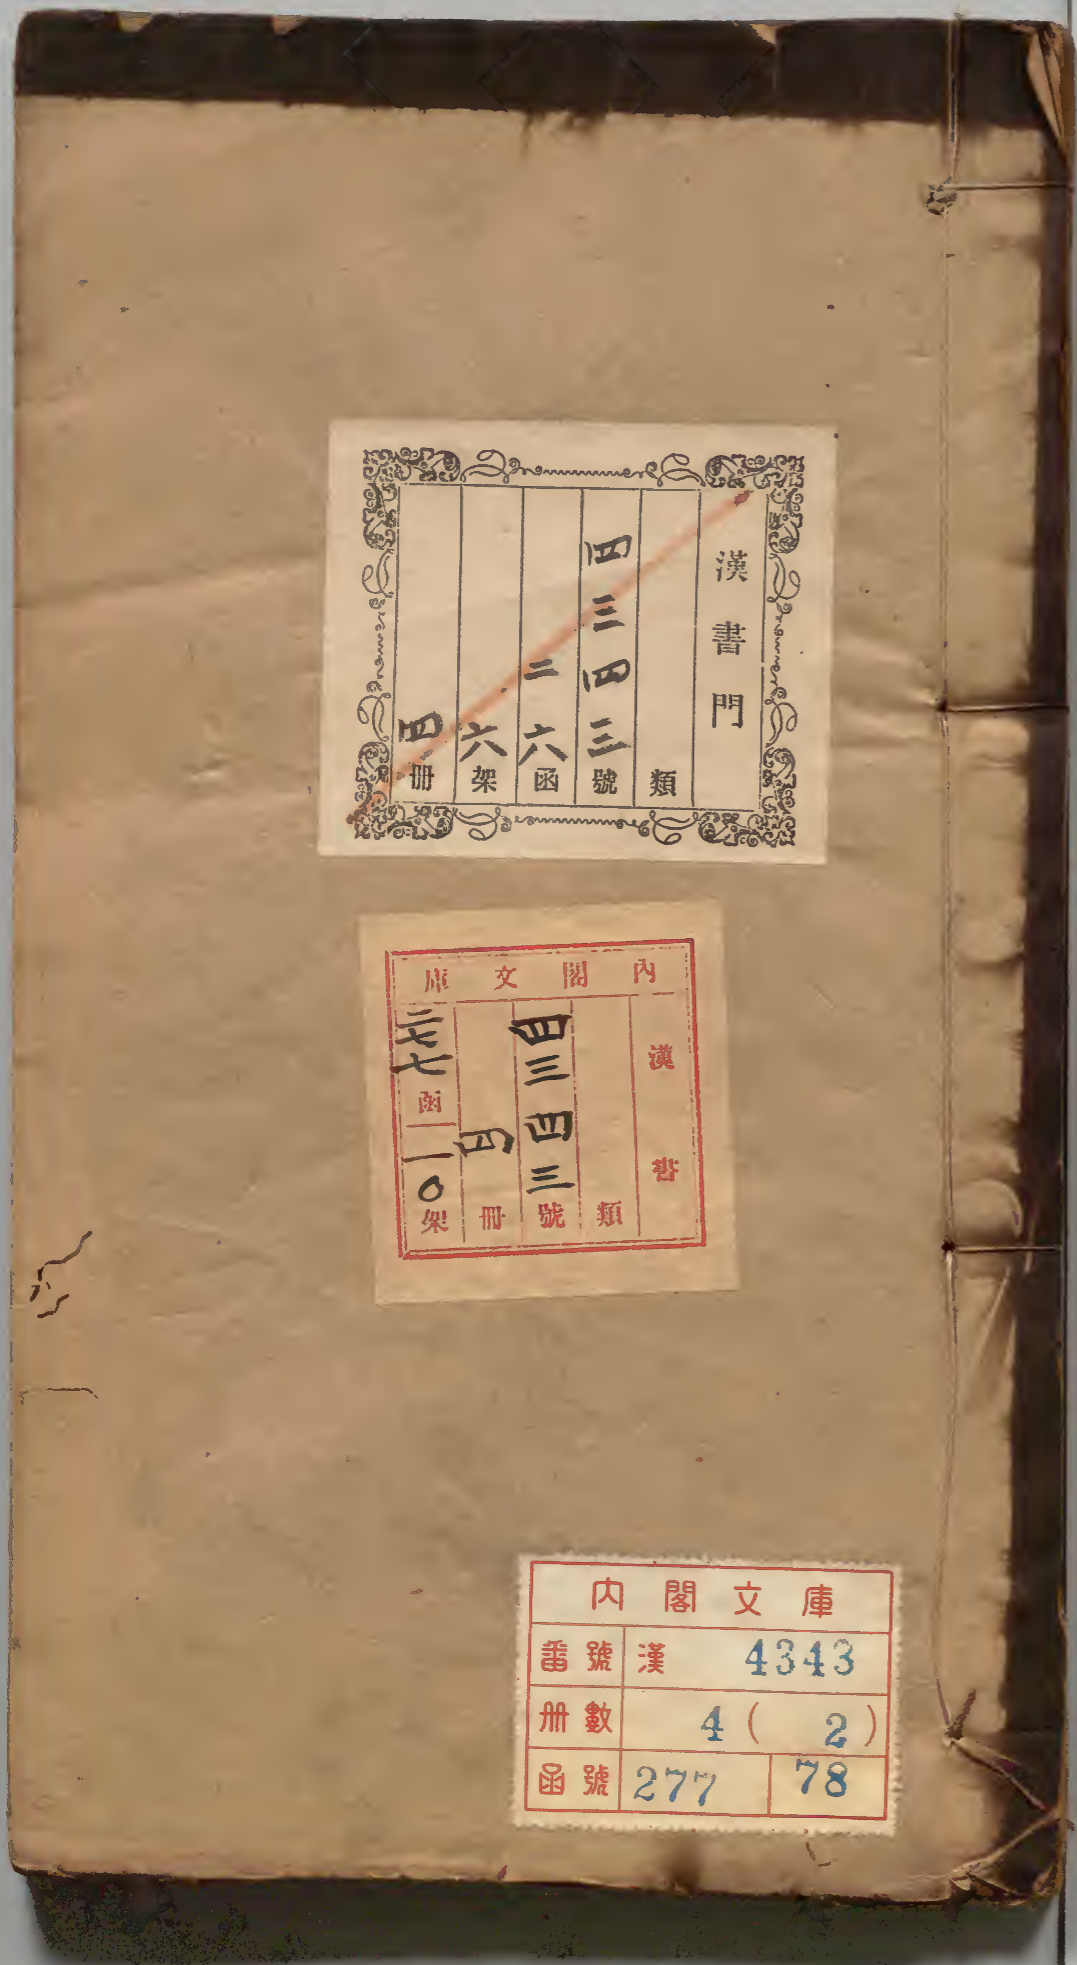 漢書門
類
四三四三號
二六函
六架
四冊
內閣文庫
漢書
類
四三四三號
四冊
二七七函
一〇架
內閣文庫
番號 漢 4343
冊數 4 ( 2 )
函號 277 78